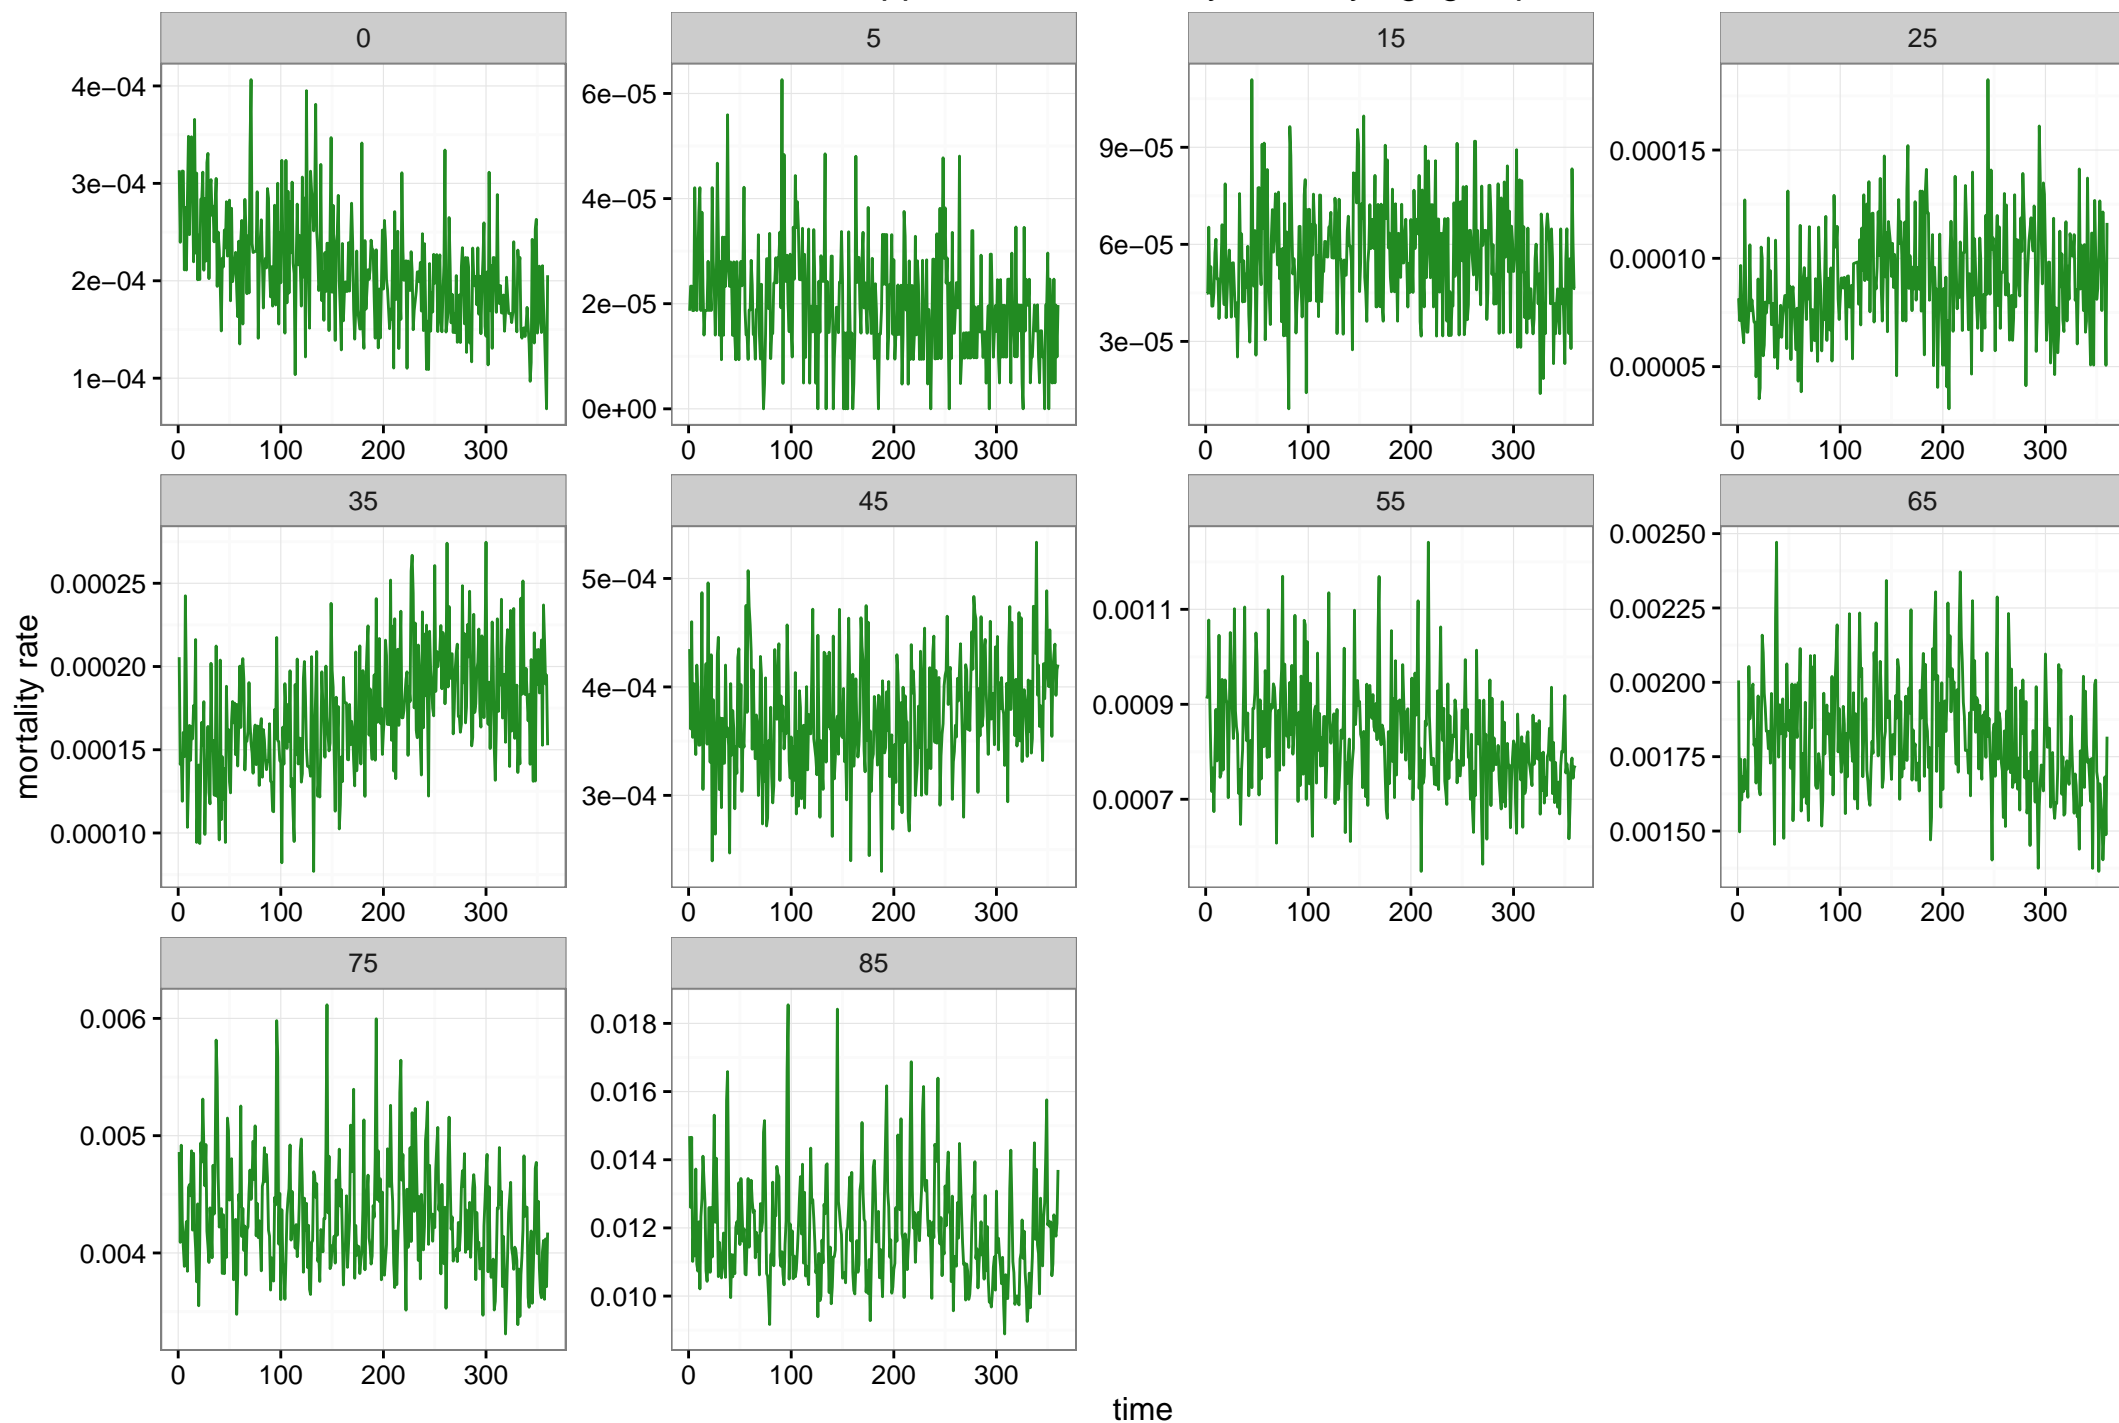 0 5 15 25
4e−04
3e−04
2e−04
1e−04
6e−05
4e−05
2e−05
0e+00
9e−05
6e−05
3e−05
0.00015
0.00010
0.00005
0 100 200 300 0 100 200 300 0 100 200 300 0 100 200 300
35 45 55 65
mortality rate
0.00025
0.00020
0.00015
0.00010
5e−04
4e−04
3e−04
0.0011
0.0009
0.0007
0.00250
0.00225
0.00200
0.00175
0.00150
0 100 200 300 0 100 200 300 0 100 200 300 0 100 200 300
75 85
0.006
0.005
0.004
0.018
0.016
0.014
0.012
0.010
0 100 200 300 0 100 200 300
time